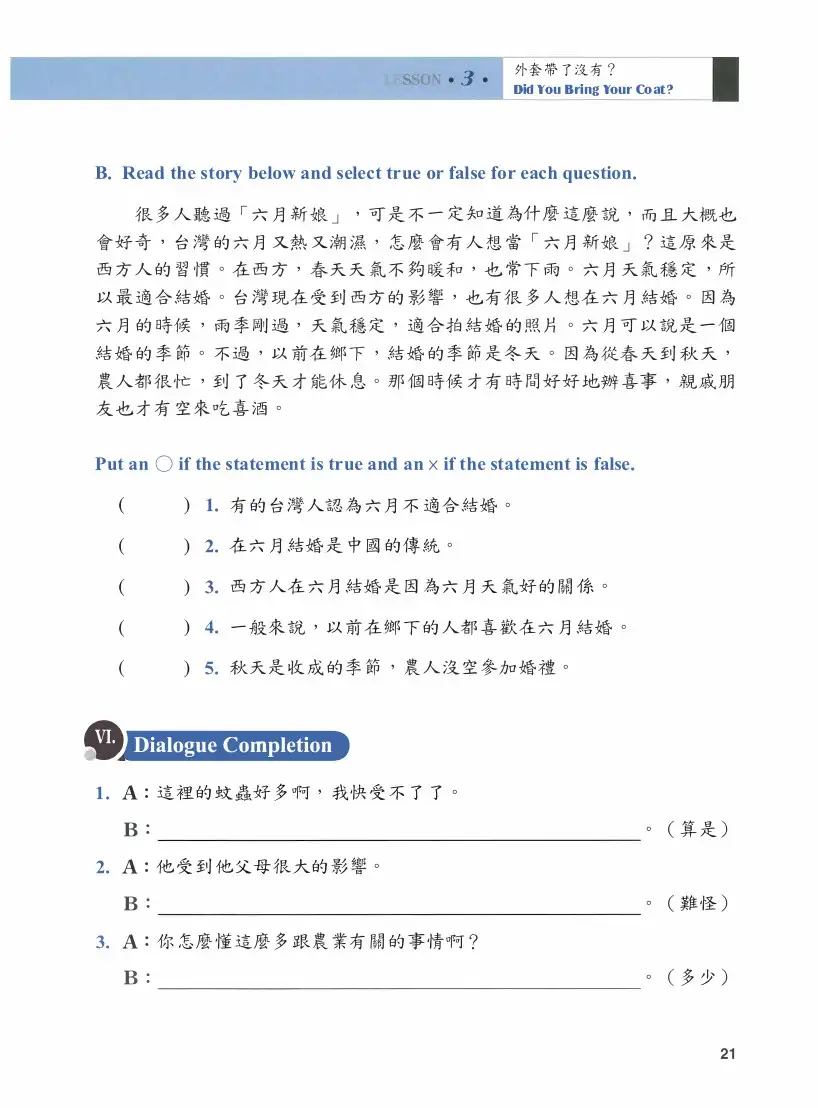 LESSON • 3 •
外套帶了沒有？
Did You Bring Your Coat?
B. Read the story below and select true or false for each question.
很多人聽過「六月新娘」，可是不一定知道為什麼這麼說，而且大概也
會好奇，台灣的六月又熱又潮濕，怎麼會有人想當「六月新娘」？這原來是
西方人的習慣。在西方，春天天氣不夠暖和，也常下雨。六月天氣穩定，所
以最適合結婚。台灣現在受到西方的影響，也有很多人想在六月結婚。因為
六月的時候，雨季剛過，天氣穩定，適合拍結婚的照片。六月可以說是一個
結婚的季節。不過，以前在鄉下，結婚的季節是冬天。因為從春天到秋天，
農人都很忙，到了冬天才能休息。那個時候才有時間好好地辦喜事，親戚朋
友也才有空來吃喜酒。
Put an ○ if the statement is true and an × if the statement is false.
( ) 1. 有的台灣人認為六月不適合結婚。
( ) 2. 在六月結婚是中國的傳統。
( ) 3. 西方人在六月結婚是因為六月天氣好的關係。
( ) 4. 一般來說，以前在鄉下的人都喜歡在六月結婚。
( ) 5. 秋天是收成的季節，農人沒空參加婚禮。
VI. Dialogue Completion
1. A：這裡的蚊蟲好多啊，我快受不了了。
B：＿＿＿＿＿＿＿＿。（算是）
2. A：他受到他父母很大的影響。
B：＿＿＿＿＿＿＿＿。（難怪）
3. A：你怎麼懂這麼多跟農業有關的事情啊？
B：＿＿＿＿＿＿＿＿。（多少）
21